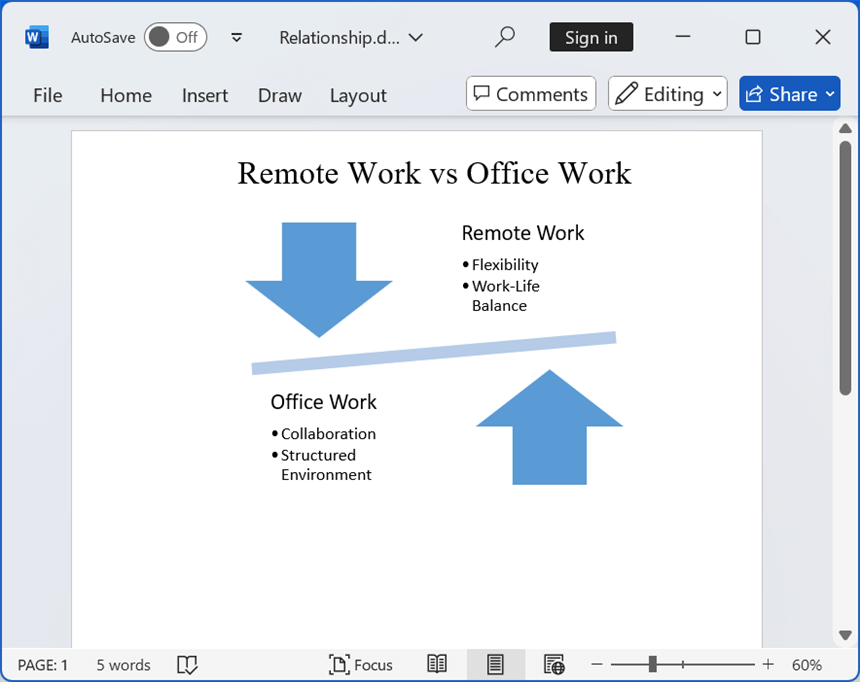 W AutoSave Off Relationship.d... Sign in
File Home Insert Draw Layout Comments Editing Share
Remote Work vs Office Work
Remote Work
•Flexibility
•Work-Life
Balance
Office Work
•Collaboration
•Structured
Environment
PAGE: 1 5 words Focus 60%